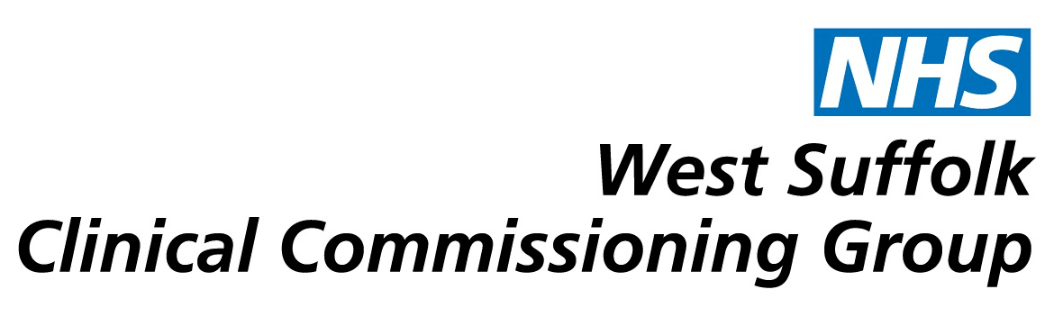 NHS
West Suffolk
Clinical Commissioning Group